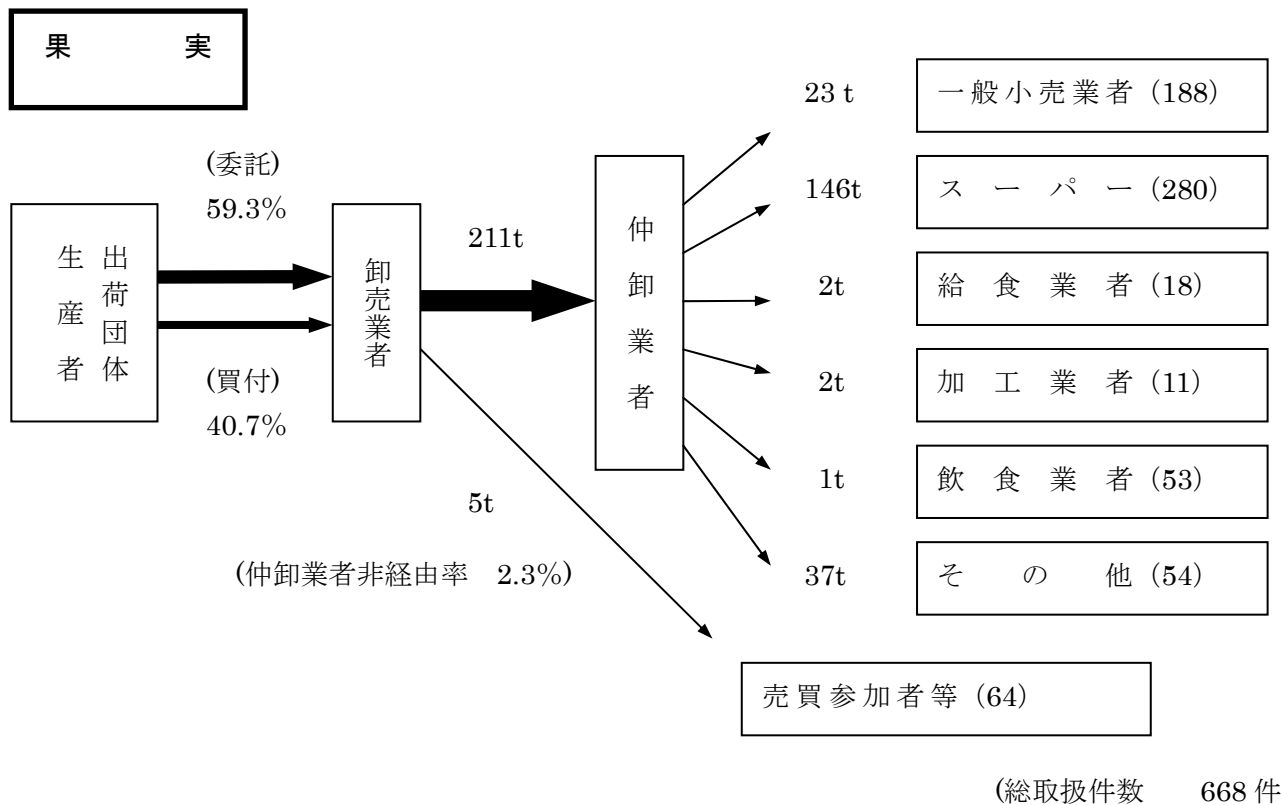 果　　　実
(委託)
59.3%
生産者
出荷団体
(買付)
40.7%
卸売業者
211t
5t
(仲卸業者非経由率　2.3%)
仲卸業者
23 t
一般小売業者 (188)
146t
スーパー (280)
2t
給食業者 (18)
2t
加工業者 (11)
1t
飲食業者 (53)
37t
その他 (54)
売買参加者等 (64)
(総取扱件数　668 件